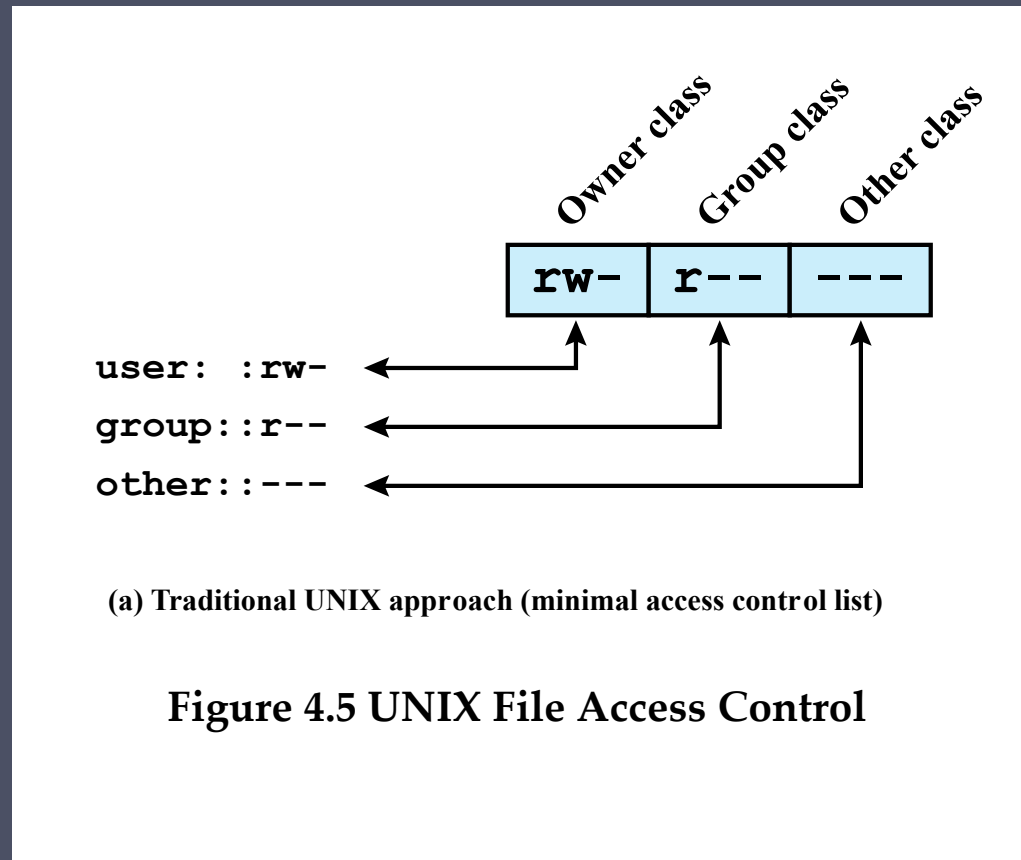 Owner class
Group class
Other class
rw- r-- ---
user: :rw-
group::r--
other::---
(a) Traditional UNIX approach (minimal access control list)
Figure 4.5 UNIX File Access Control